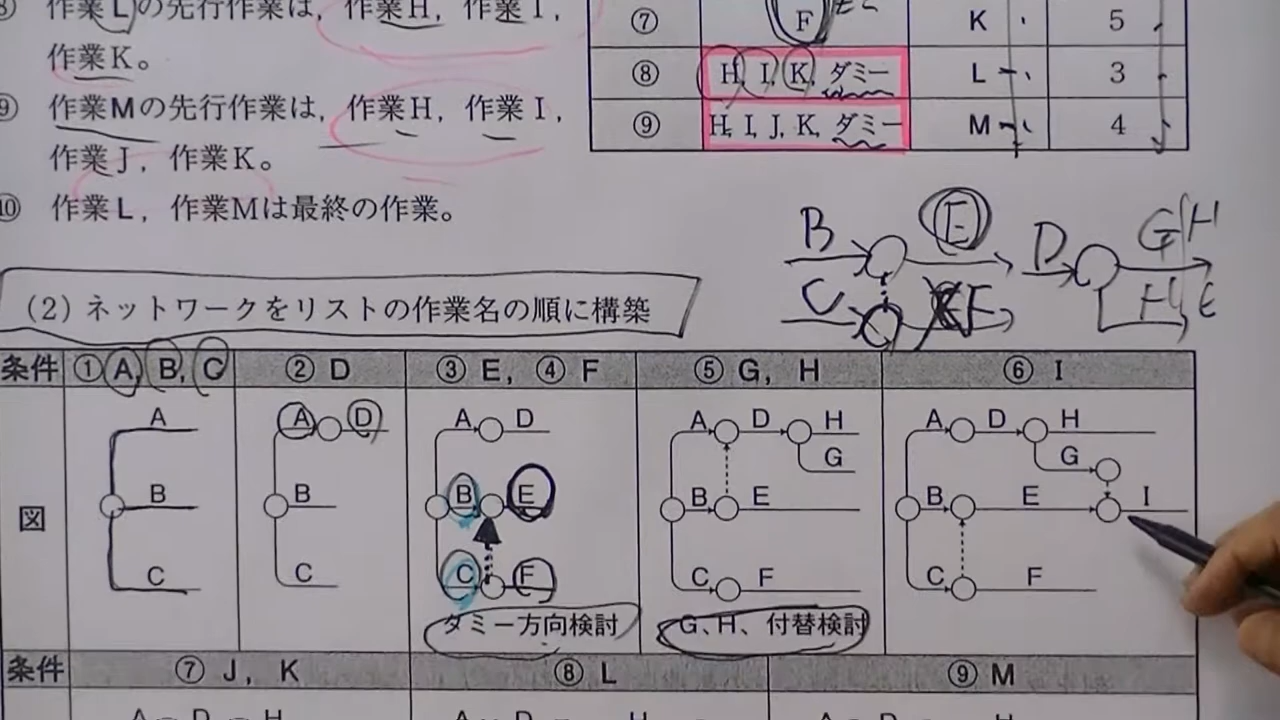 ⑧ 作業Lの先行作業は，作業H，作業I，
作業K。
⑨ 作業Mの先行作業は，作業H，作業I，
作業J，作業K。
⑩ 作業L，作業Mは最終の作業。
⑦ F K 5
⑧ H, I, K, ダミー L 3
⑨ H, I, J, K, ダミー M 4
B E D G H
C F H G
(2) ネットワークをリストの作業名の順に構築
条件 ① A, B, C ② D ③ E，④ F ⑤ G，H ⑥ I
図
A
B
C
A D
B
C
A D
B E
C F
ダミー方向検討
A D H
G
B E
C F
G、H、付替検討
A D H
G
B E I
C F
条件 ⑦ J，K ⑧ L ⑨ M